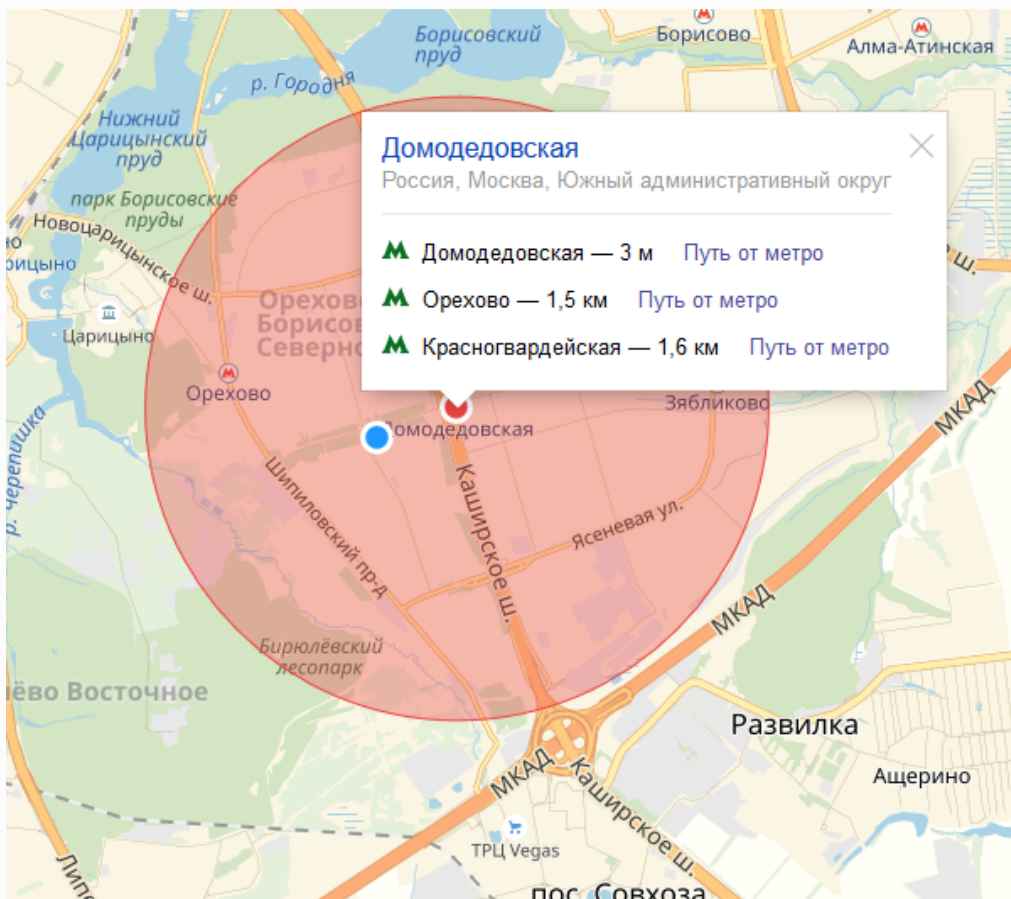 Борисовский
пруд
Борисово
Алма-Атинская
р. Городня
Нижний
Царицынский
пруд
парк Борисовские
пруды
Новоцарицынское ш.
Царицыно
Домодедовская
Россия, Москва, Южный административный округ
Домодедовская — 3 м Путь от метро
Орехово — 1,5 км Путь от метро
Красногвардейская — 1,6 км Путь от метро
ш.
Орехово
Борисов
Северно
Орехово
Зябликово
МКАД
Домодедовская
р. Черепишка
Шипиловский пр-д
Каширское ш.
Ясеневая ул.
МКАД
Бирюлёвский
лесопарк
ёво Восточное
Развилка
МКАД
Каширское ш.
Ащерино
ТРЦ Vegas
Липе
пос. Совхоза